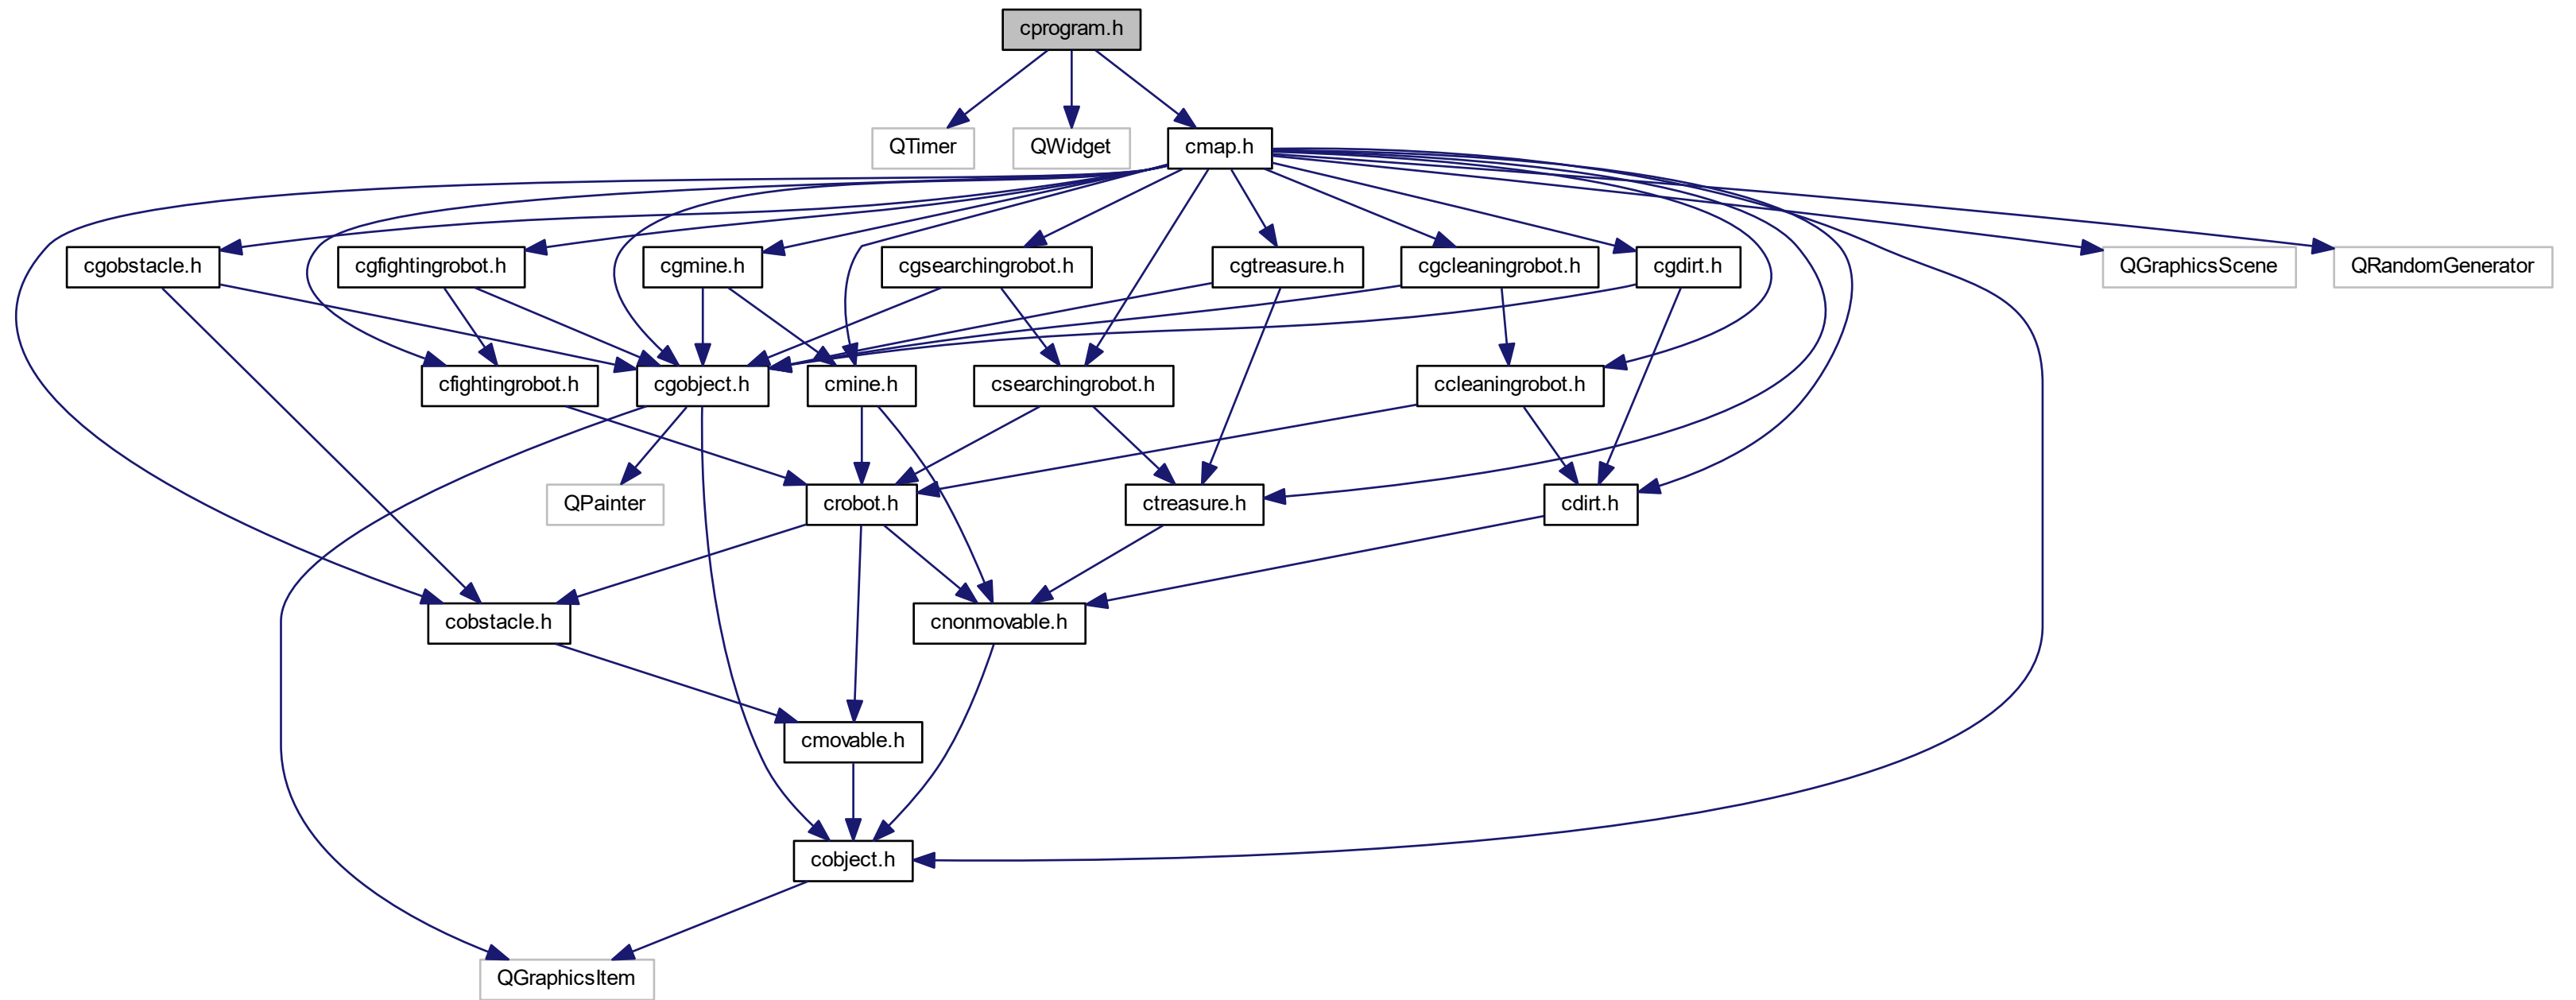 cprogram.h
QTimer
QWidget
cmap.h
cgobstacle.h
cgfightingrobot.h
cgmine.h
cgsearchingrobot.h
cgtreasure.h
cgcleaningrobot.h
cgdirt.h
QGraphicsScene
QRandomGenerator
cfightingrobot.h
cgobject.h
cmine.h
csearchingrobot.h
ccleaningrobot.h
QPainter
crobot.h
ctreasure.h
cdirt.h
cobstacle.h
cnonmovable.h
cmovable.h
cobject.h
QGraphicsItem